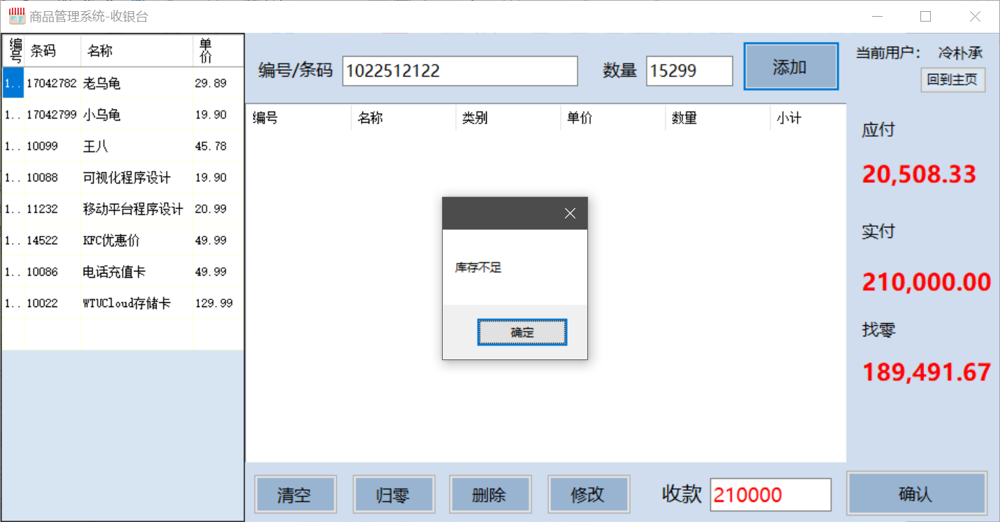 商品管理系统-收银台
编号 条码 名称 单价
1.. 17042782 老乌龟 29.89
1.. 17042799 小乌龟 19.90
1.. 10099 王八 45.78
1.. 10088 可视化程序设计 19.90
1.. 11232 移动平台程序设计 20.99
1.. 14522 KFC优惠价 49.99
1.. 10086 电话充值卡 49.99
1.. 10022 WTUCloud存储卡 129.99
编号/条码 1022512122 数量 15299 添加
当前用户： 冷朴承
回到主页
编号 名称 类别 单价 数量 小计
库存不足
确定
应付
20,508.33
实付
210,000.00
找零
189,491.67
清空 归零 删除 修改 收款 210000 确认